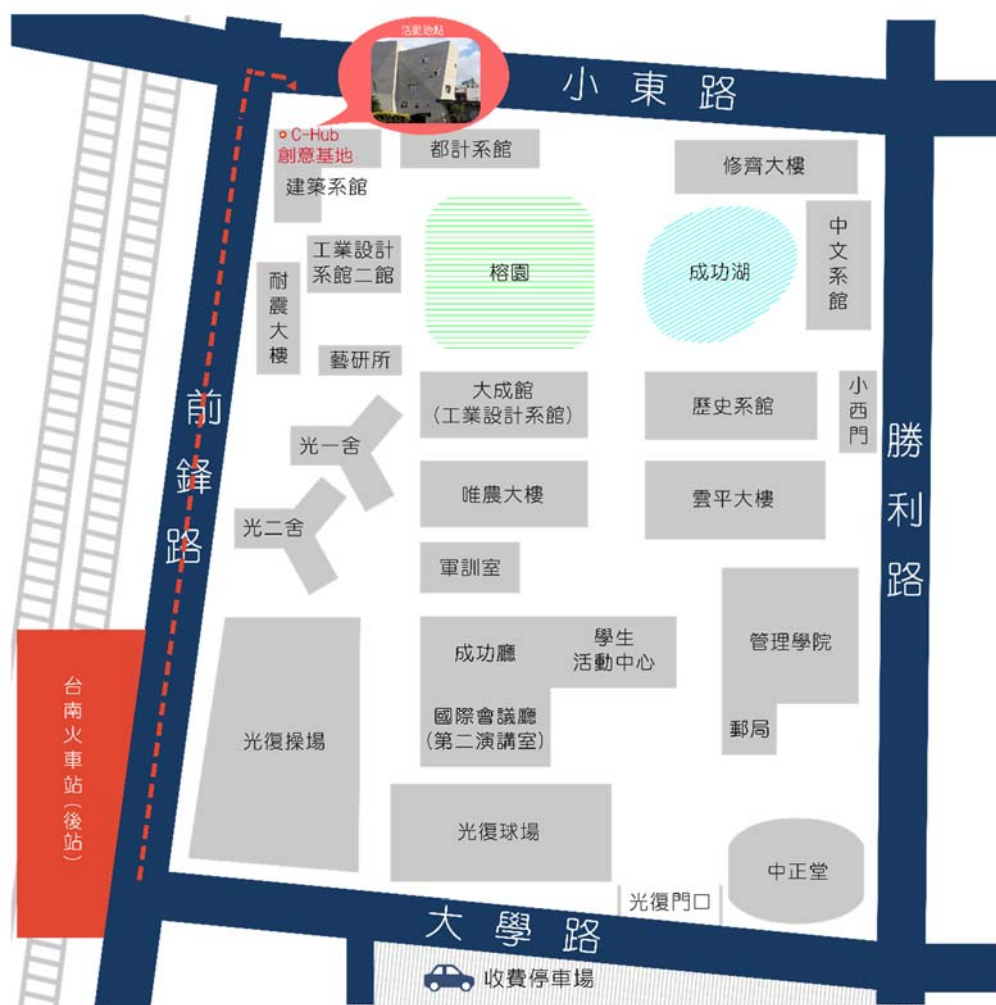 活動地點
小東路
C-Hub
創意基地
建築系館
都計系館
修齊大樓
工業設計
系館二館
榕園
成功湖
中文系館
耐震大樓
藝研所
大成館
(工業設計系館)
歷史系館
小西門
前鋒路
光一舍
唯農大樓
雲平大樓
勝利路
光二舍
軍訓室
成功廳
學生
活動中心
管理學院
台南火車站(後站)
光復操場
國際會議廳
(第二演講室)
郵局
光復球場
中正堂
光復門口
大學路
收費停車場